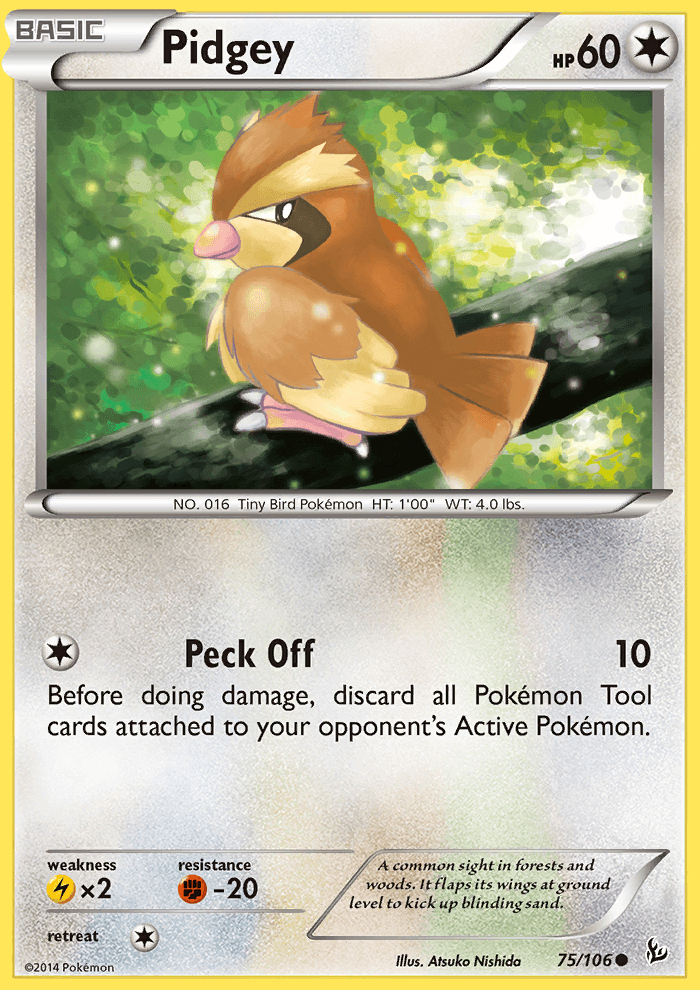 BASIC
Pidgey
HP60
NO. 016 Tiny Bird Pokémon HT: 1'00" WT: 4.0 lbs.
Peck Off 10
Before doing damage, discard all Pokémon Tool
cards attached to your opponent's Active Pokémon.
weakness resistance
×2 -20
A common sight in forests and
woods. It flaps its wings at ground
level to kick up blinding sand.
retreat
Illus. Atsuko Nishida 75/106
©2014 Pokémon